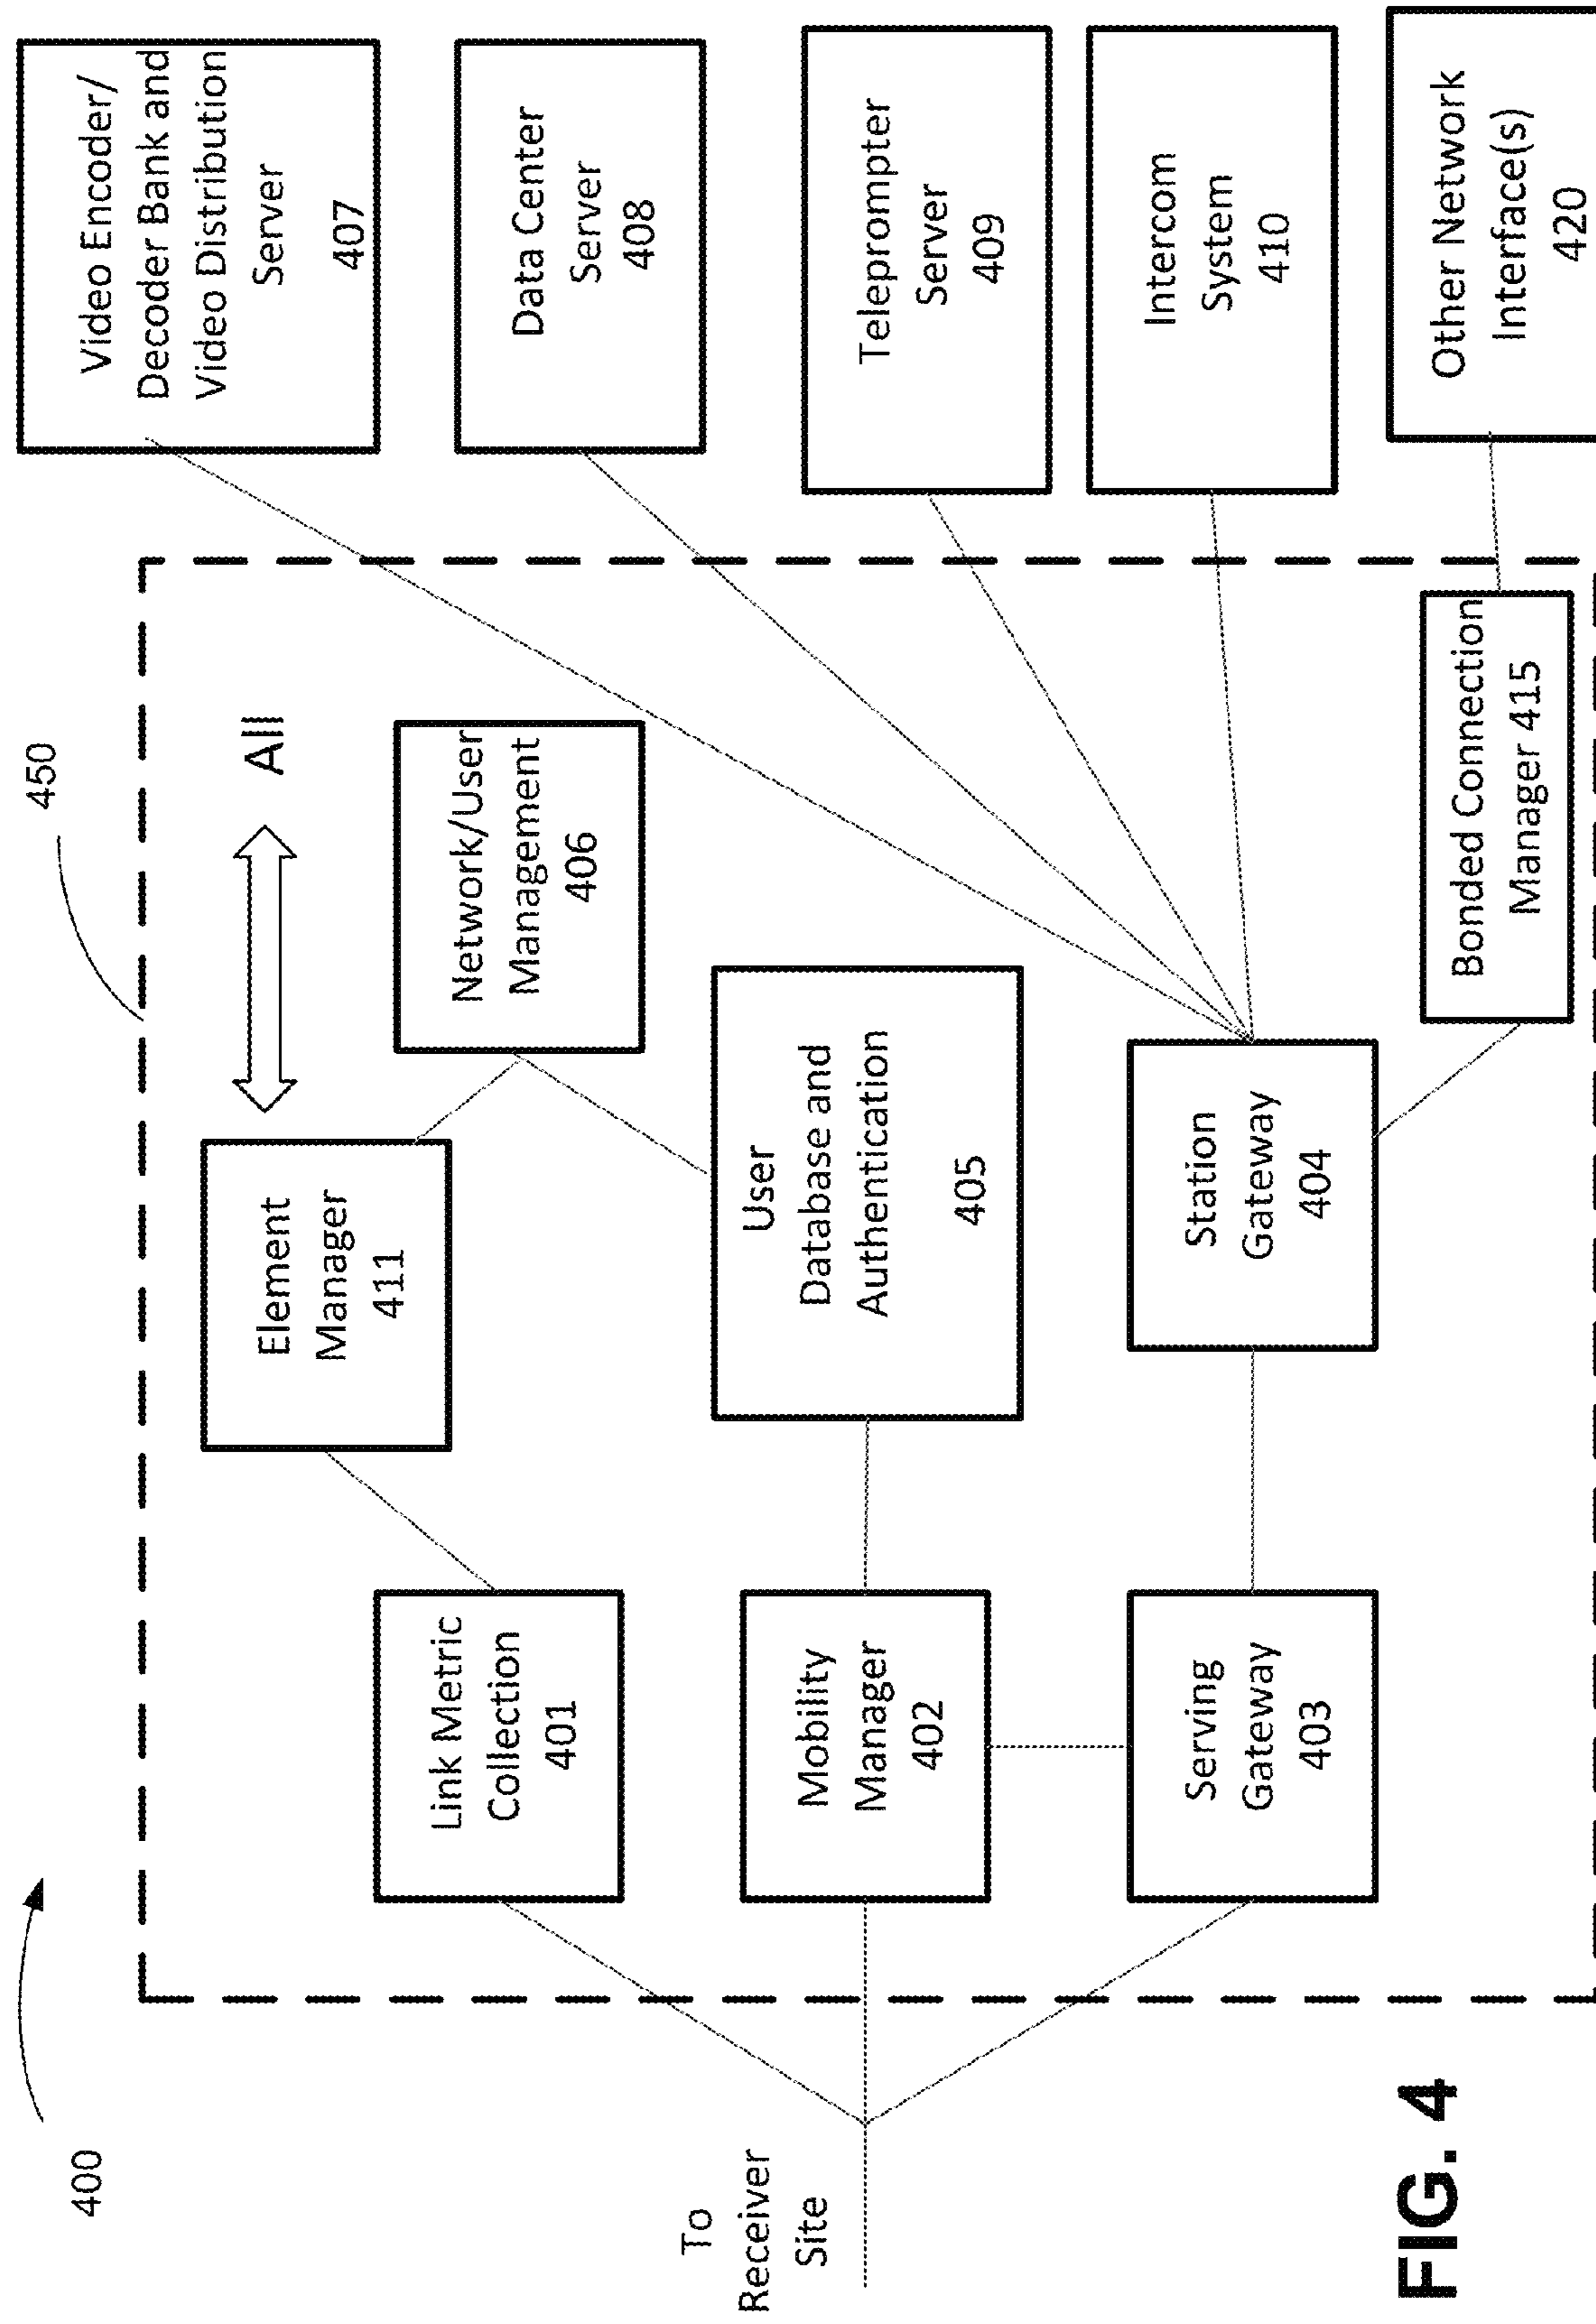 400
450
To
Receiver
Site
Link Metric
Collection
401
Mobility
Manager
402
Serving
Gateway
403
Element
Manager
411
All
Network/User
Management
406
User
Database and
Authentication
405
Station
Gateway
404
Bonded Connection
Manager 415
Video Encoder/
Decoder Bank and
Video Distribution
Server
407
Data Center
Server
408
Teleprompter
Server
409
Intercom
System
410
Other Network
Interface(s)
420
FIG. 4